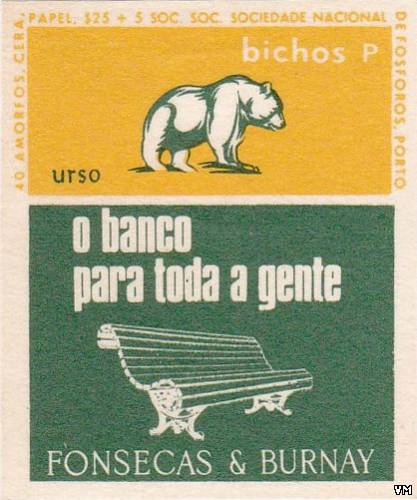 40 AMORFOS, CERA,
PAPEL, $25 + 5 SOC. SOC. SOCIEDADE NACIONAL
DE FOSFOROS, PORTO
bichos P
urso
o banco
para toda a gente
FONSECAS & BURNAY
VM